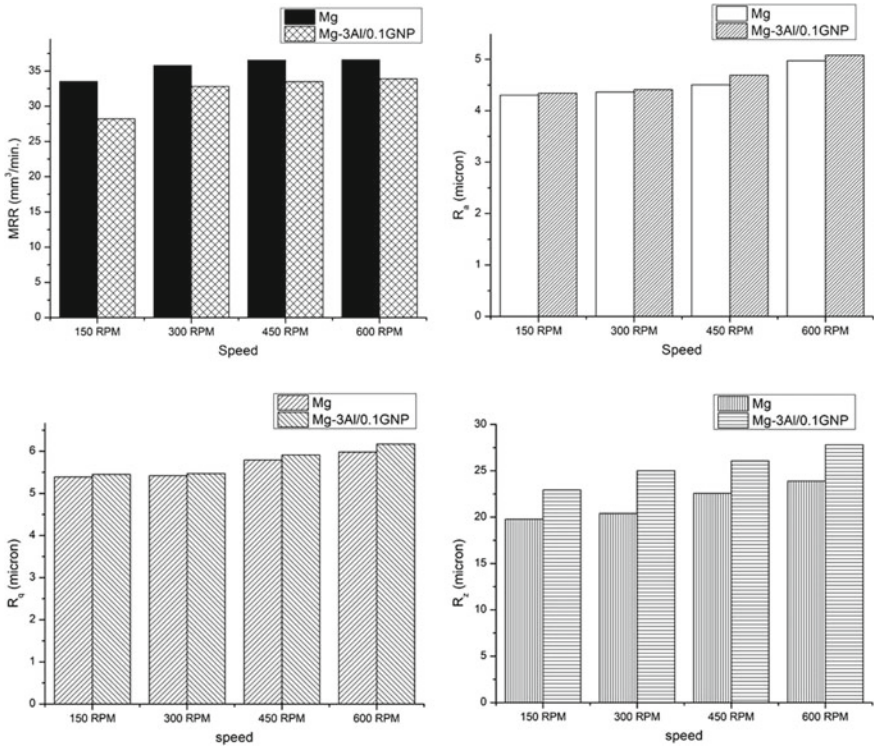 Mg
Mg-3Al/0.1GNP
MRR (mm³/min.)
35
30
25
20
15
10
5
0
150 RPM 300 RPM 450 RPM 600 RPM
Speed
Mg
Mg-3Al/0.1GNP
Rₐ (micron)
5
4
3
2
1
0
150 RPM 300 RPM 450 RPM 600 RPM
Speed
Mg
Mg-3Al/0.1GNP
R_q (micron)
6
5
4
3
2
1
0
150 RPM 300 RPM 450 RPM 600 RPM
speed
Mg
Mg-3Al/0.1GNP
R_z (micron)
30
25
20
15
10
5
0
150 RPM 300 RPM 450 RPM 600 RPM
speed